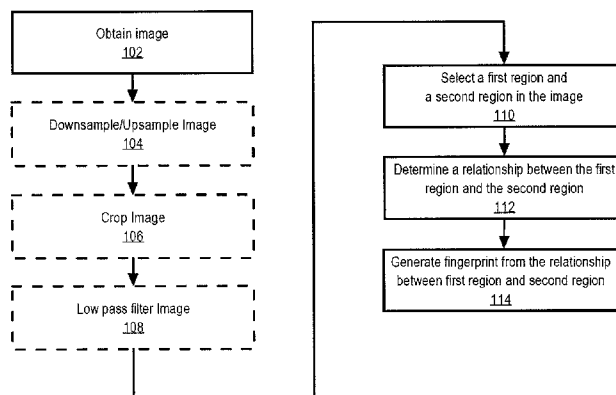 Obtain image
102
Downsample/Upsample Image
104
Crop Image
106
Low pass filter Image
108
Select a first region and
a second region in the image
110
Determine a relationship between the first
region and the second region
112
Generate fingerprint from the relationship
between first region and second region
114